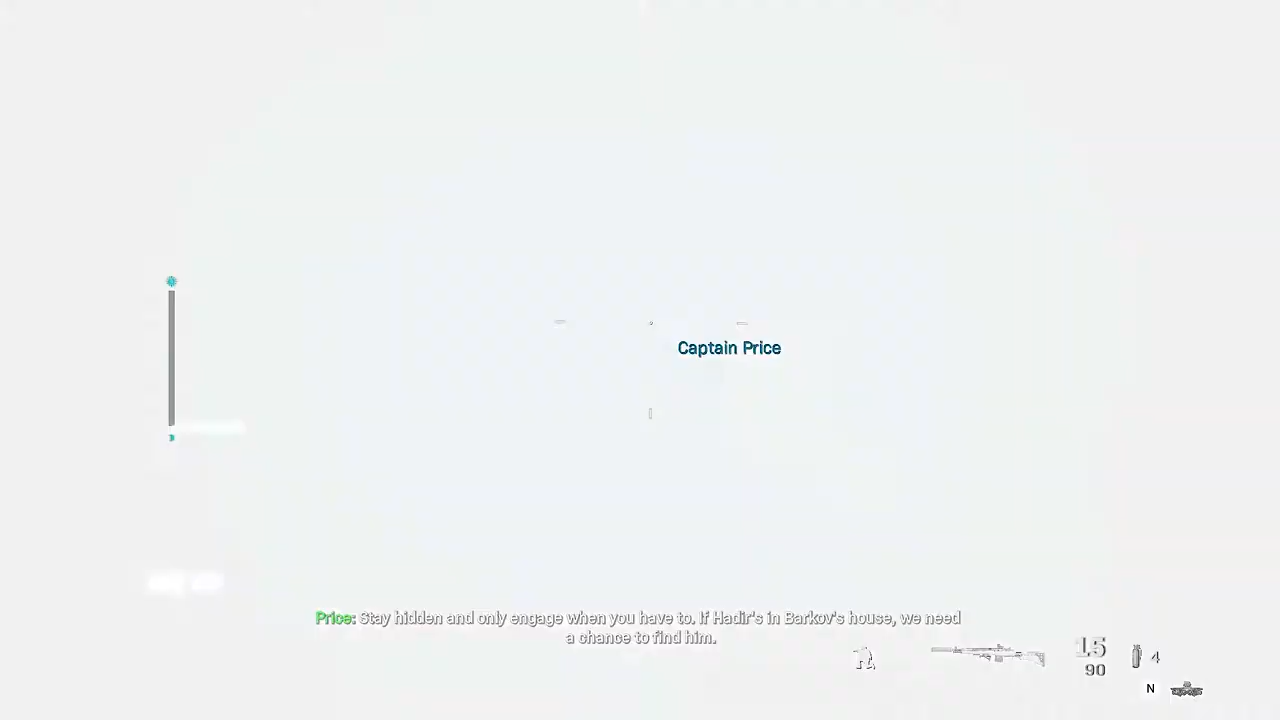 Captain Price
Price: Stay hidden and only engage when you have to. If Hadir's in Barkov's house, we need
a chance to find him.
15
90
4
N